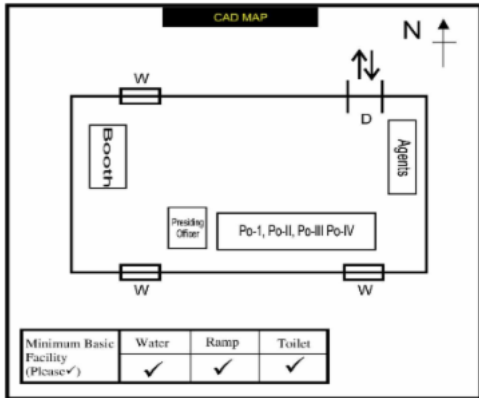 CAD MAP
N
W
D
Booth
Agents
Presiding
Officer
Po-1, Po-II, Po-III Po-IV
W
W
Minimum Basic
Facility
(Please✓)
Water
Ramp
Toilet
✓
✓
✓